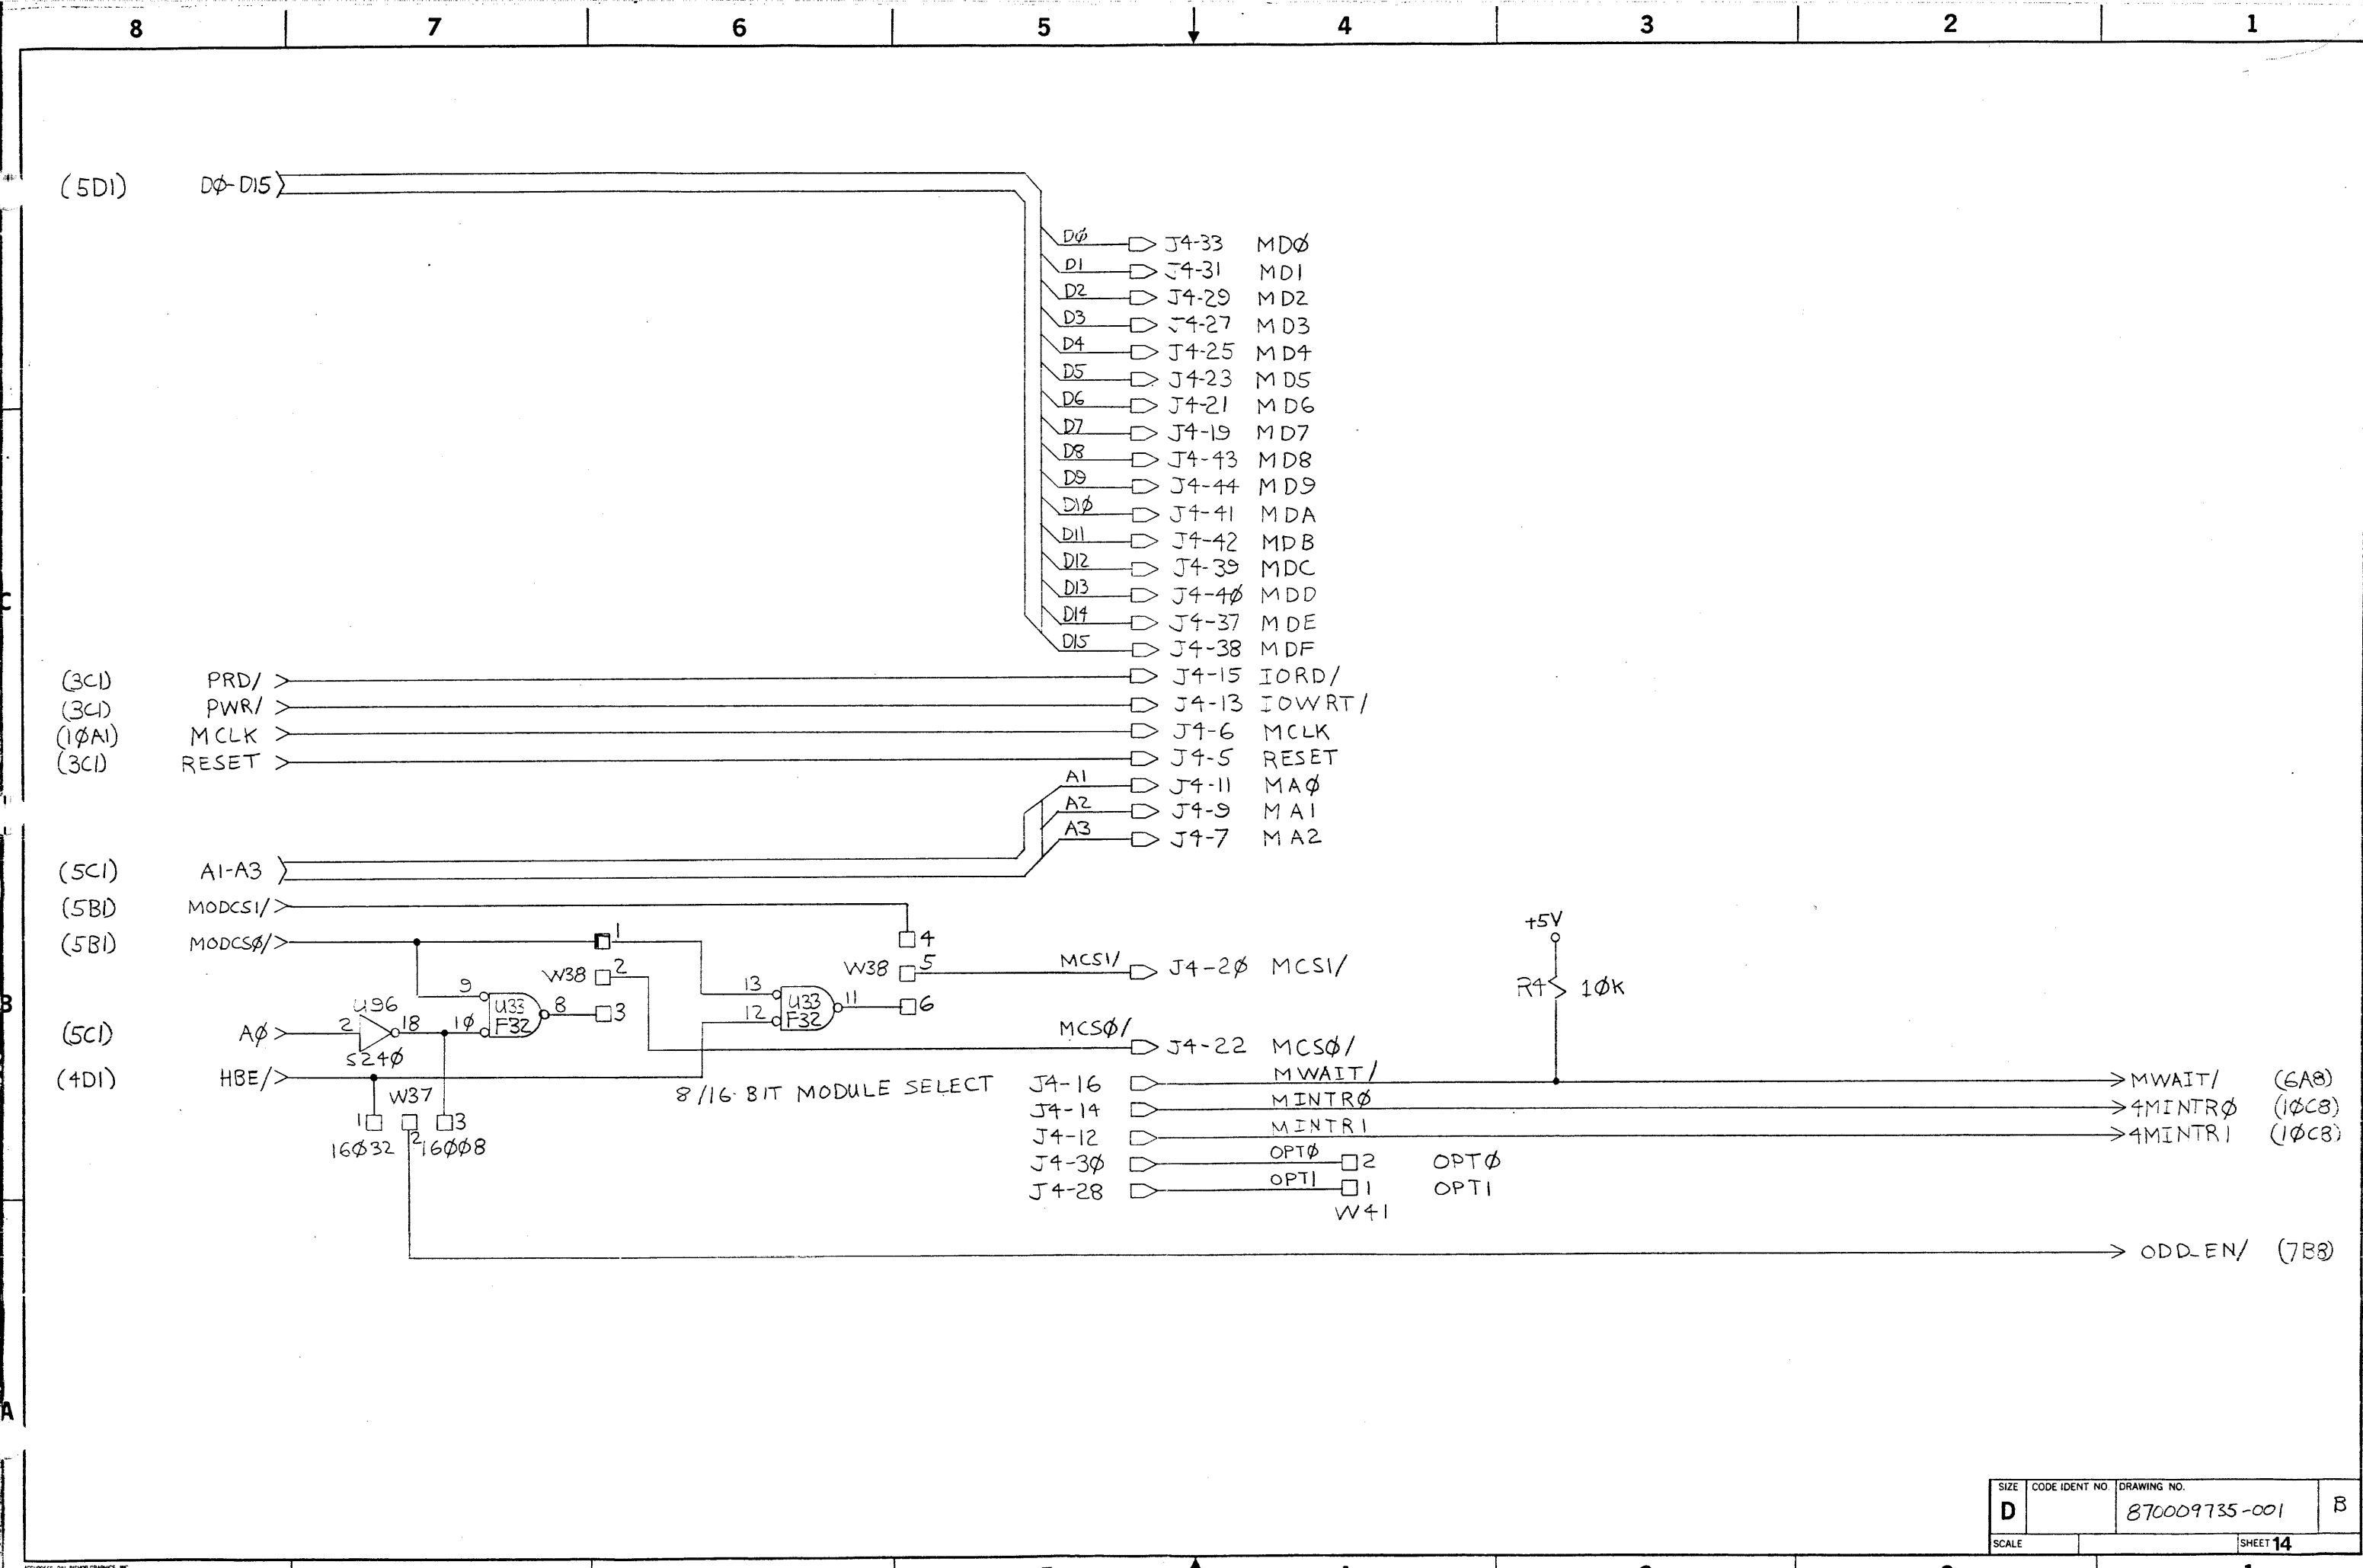 8 7 6 5 4 3 2 1
(5D1) DØ-D15
DØ J4-33 MDØ
D1 J4-31 MD1
D2 J4-29 MD2
D3 J4-27 MD3
D4 J4-25 MD4
D5 J4-23 MD5
D6 J4-21 MD6
D7 J4-19 MD7
D8 J4-43 MD8
D9 J4-44 MD9
D1Ø J4-41 MDA
D11 J4-42 MDB
D12 J4-39 MDC
C
D13 J4-4Ø MDD
D14 J4-37 MDE
D15 J4-38 MDF
(3C1) PRD/ J4-15 IORD/
(3C1) PWR/ J4-13 IOWRT/
(1ØA1) MCLK J4-6 MCLK
(3C1) RESET J4-5 RESET
A1 J4-11 MAØ
A2 J4-9 MA1
A3 J4-7 MA2
(5C1) A1-A3
(5B1) MODCS1/
+5V
(5B1) MODCSØ/ 1 4
W38 2 W38 5 MCS1/ J4-2Ø MCS1/
R4 1ØK
B
9 U33 F32 8 3 13 U33 F32 11 6
U96
(5C1) AØ 2 18 1Ø 12
S24Ø
MCSØ/ J4-22 MCSØ/
(4D1) HBE/
8/16 BIT MODULE SELECT
J4-16 MWAIT/ MWAIT/ (6A8)
W37
J4-14 MINTRØ 4MINTRØ (1ØC8)
1 2 3
J4-12 MINTR1 4MINTR1 (1ØC8)
16Ø32 16ØØ8
J4-3Ø OPTØ 2 OPTØ
J4-28 OPT1 1 OPT1
W41
ODD_EN/ (7B8)
A
SIZE CODE IDENT NO. DRAWING NO.
D 870009735-001 B
SCALE SHEET 14